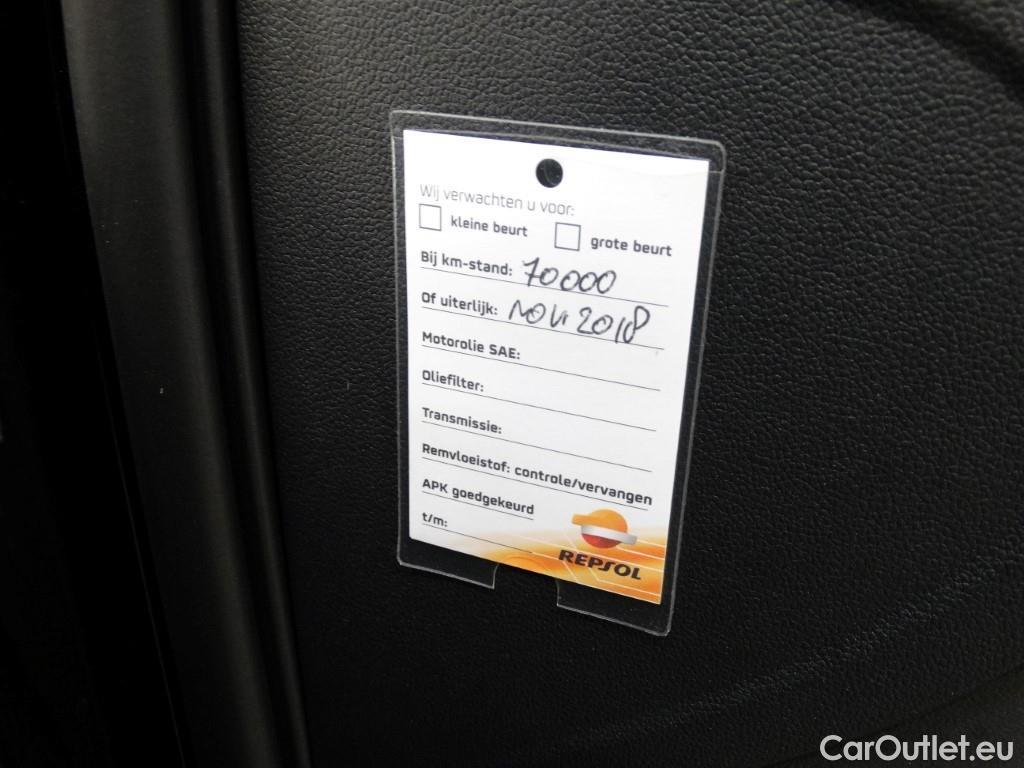 Wij verwachten u voor:
kleine beurt grote beurt
Bij km-stand: 70000
Of uiterlijk: NOV 2018
Motorolie SAE:
Oliefilter:
Transmissie:
Remvloeistof: controle/vervangen
APK goedgekeurd
t/m:
REPSOL
CarOutlet.eu